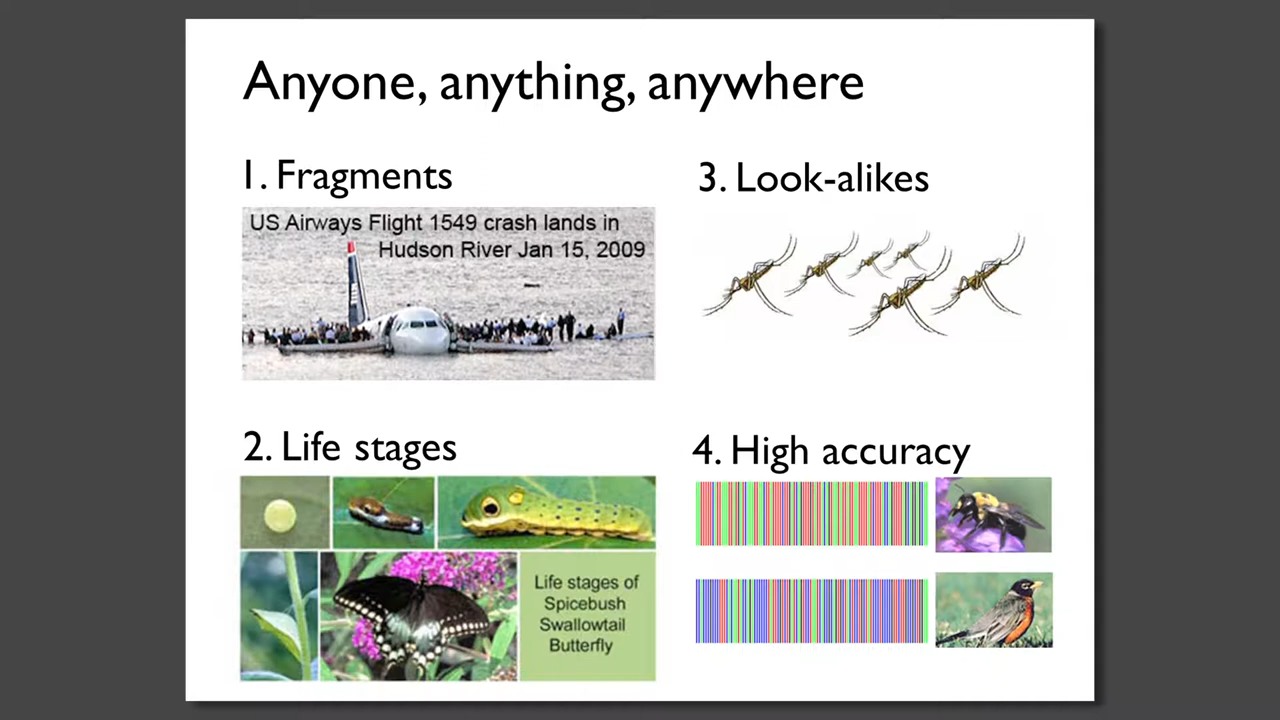 Anyone, anything, anywhere
1. Fragments
US Airways Flight 1549 crash lands in
Hudson River Jan 15, 2009
2. Life stages
Life stages of
Spicebush
Swallowtail
Butterfly
3. Look-alikes
4. High accuracy